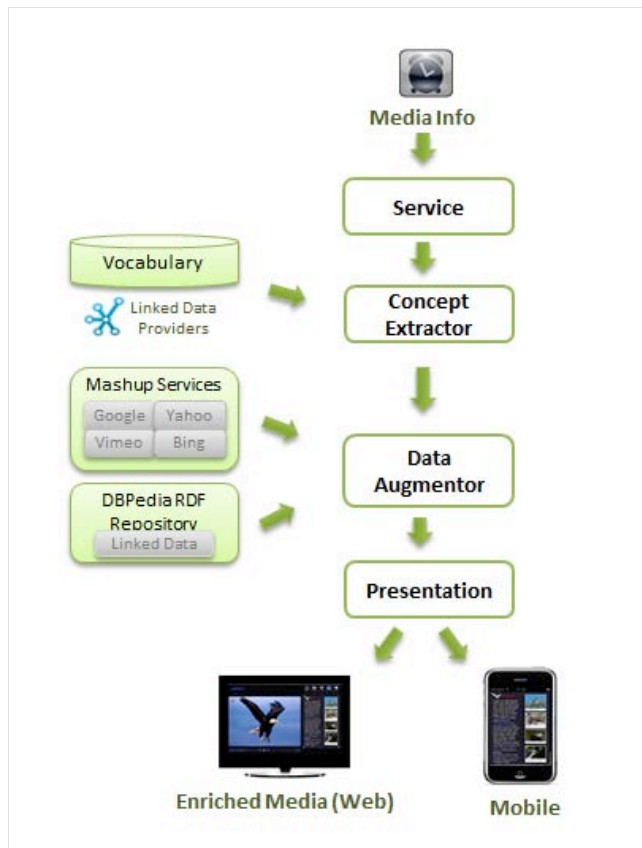 Media Info
Service
Vocabulary
Linked Data
Providers
Concept
Extractor
Mashup Services
Google Yahoo
Vimeo Bing
Data
Augmentor
DBPedia RDF
Repository
Linked Data
Presentation
Enriched Media (Web)
Mobile